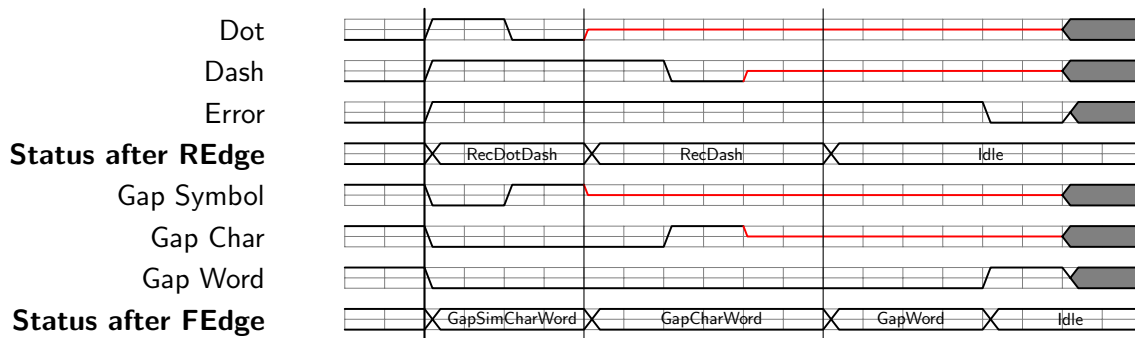 Dot
Dash
Error
Status after REdge RecDotDash RecDash Idle
Gap Symbol
Gap Char
Gap Word
Status after FEdge GapSimCharWord GapCharWord GapWord Idle